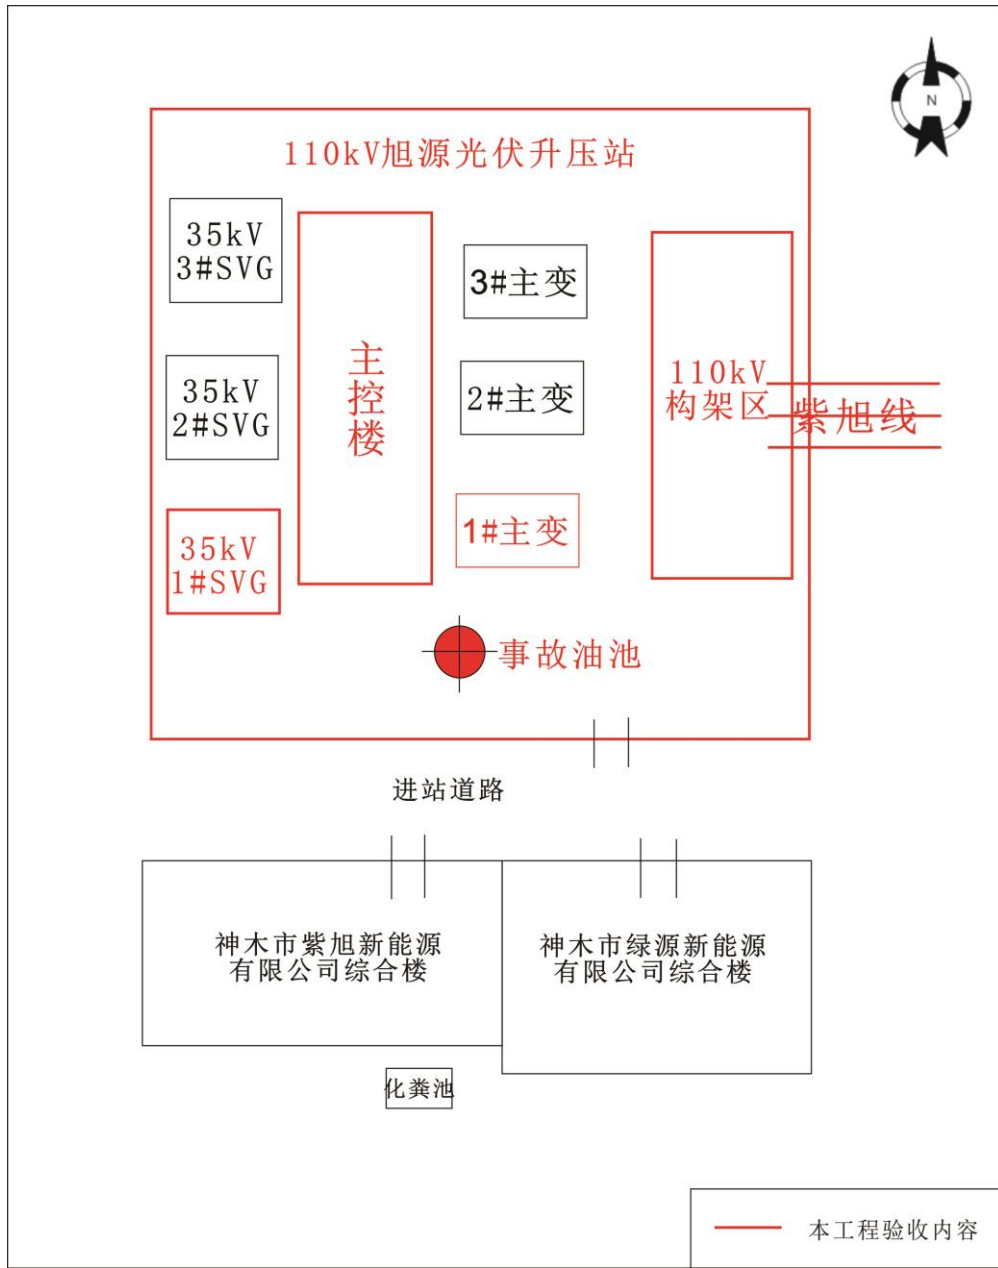 N
110kV旭源光伏升压站
35kV
3#SVG
3#主变
主控楼
35kV
2#SVG
2#主变
110kV
构架区
紫旭线
35kV
1#SVG
1#主变
事故油池
进站道路
神木市紫旭新能源
有限公司综合楼
神木市绿源新能源
有限公司综合楼
化粪池
本工程验收内容